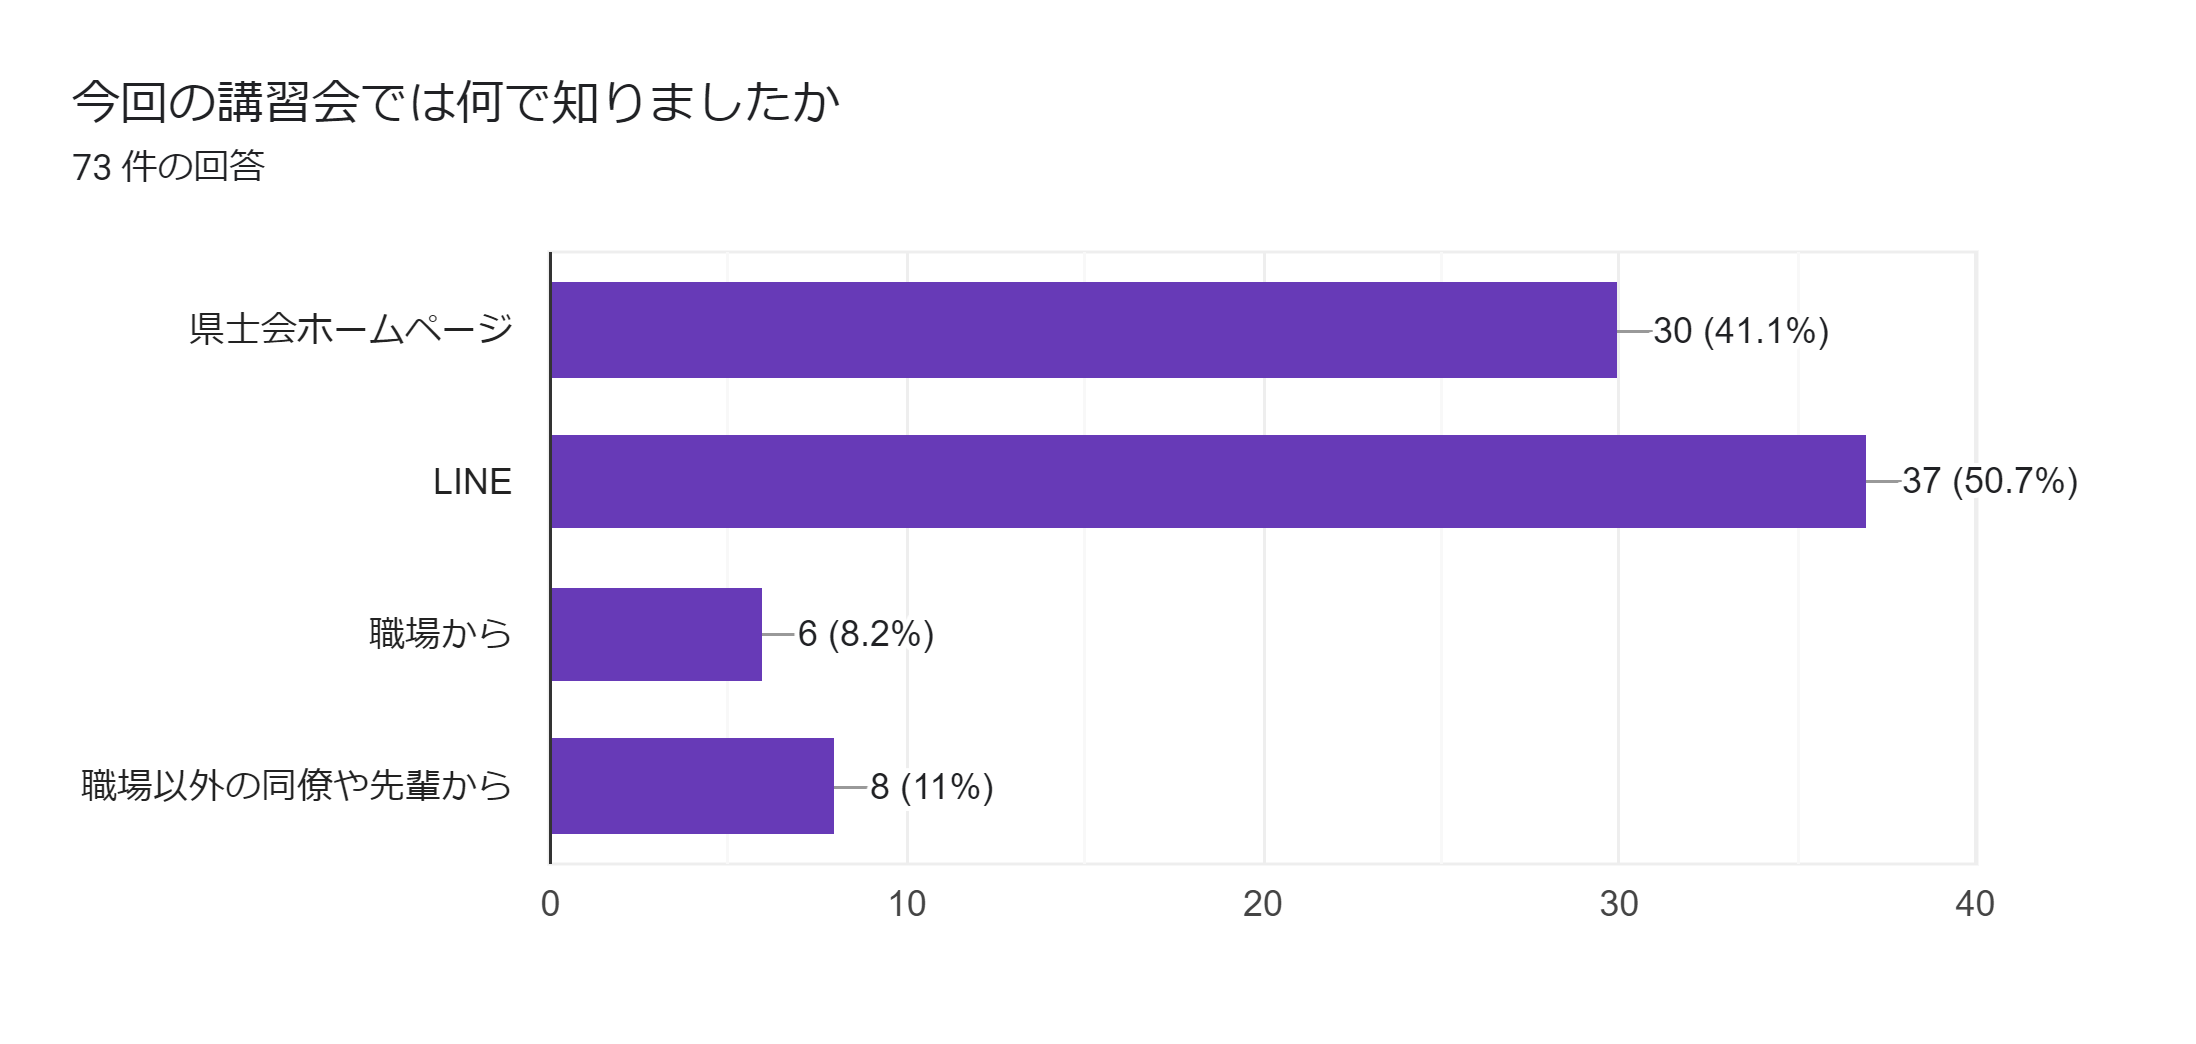 今回の講習会では何で知りましたか
73 件の回答
県士会ホームページ
30 (41.1%)
LINE
37 (50.7%)
職場から
6 (8.2%)
職場以外の同僚や先輩から
8 (11%)
0 10 20 30 40